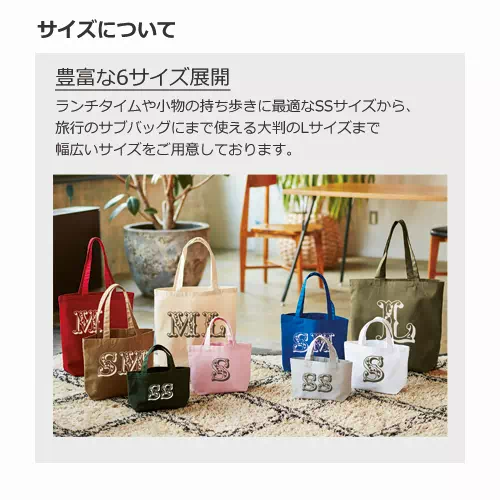 サイズについて
豊富な6サイズ展開
ランチタイムや小物の持ち歩きに最適なSSサイズから、
旅行のサブバッグにまで使える大判のLサイズまで
幅広いサイズをご用意しております。
M
ML
SM
SS
S
SM
L
SS
S